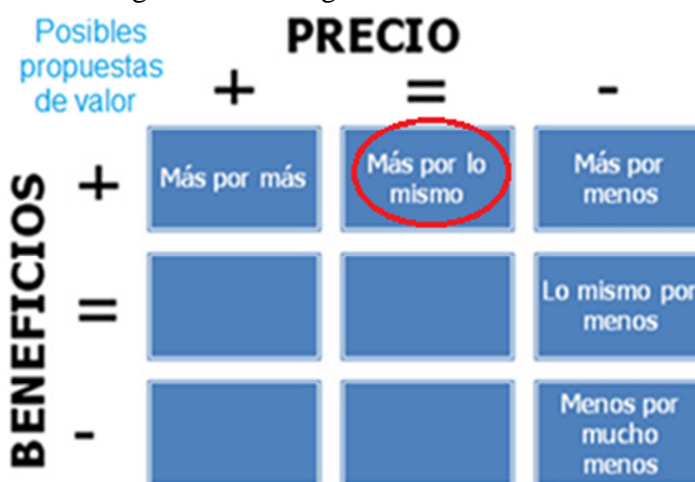 Posibles
propuestas
de valor
PRECIO
+ = -
BENEFICIOS
+
Más por más
Más por lo
mismo
Más por
menos
=
Lo mismo por
menos
-
Menos por
mucho
menos